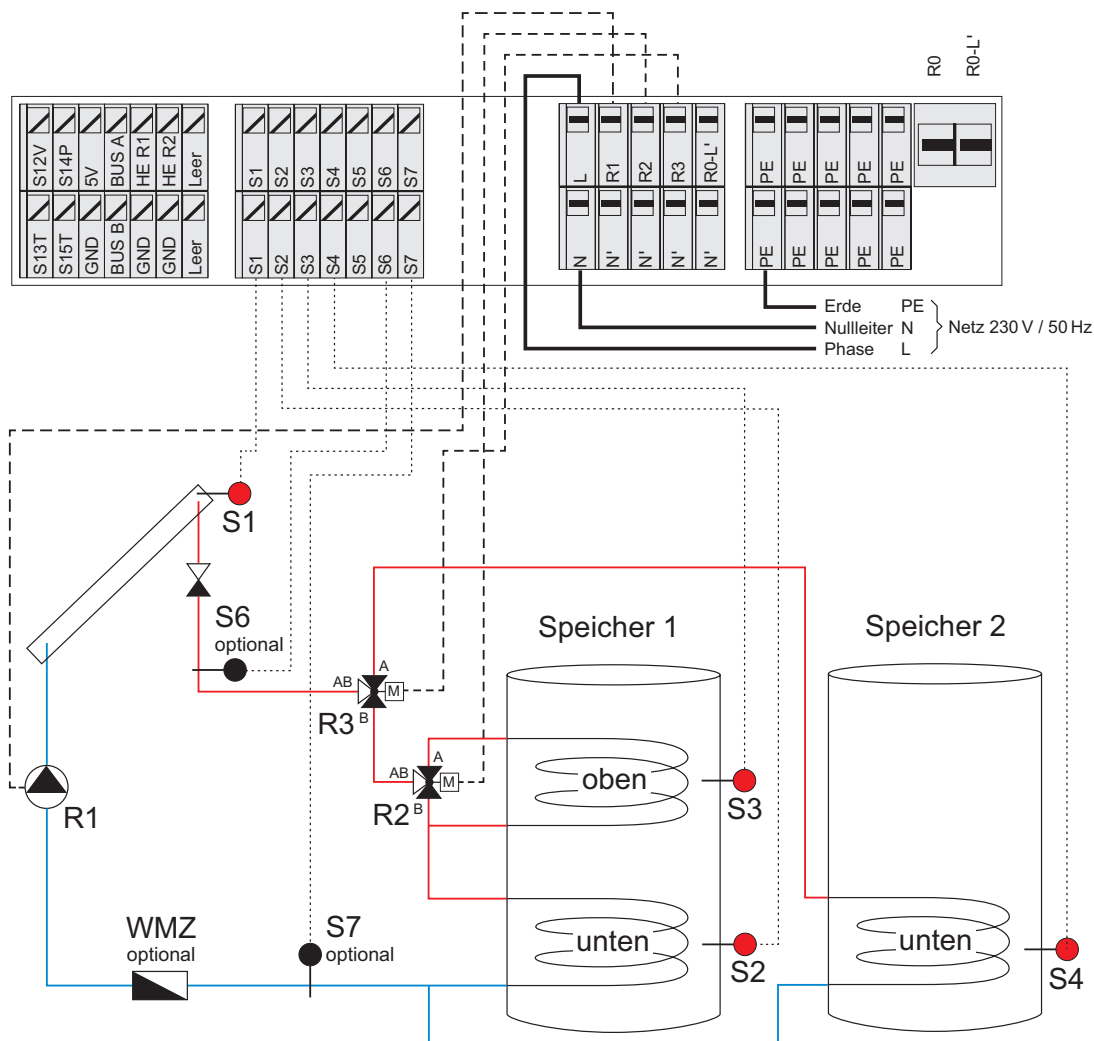 R0
R0-L'
S12V S14P 5V BUS A HE R1 HE R2 Leer
S1 S2 S3 S4 S5 S6 S7
L R1 R2 R3 R0-L'
PE PE PE PE PE
S13T S15T GND BUS B GND GND Leer
S1 S2 S3 S4 S5 S6 S7
N N' N' N' N'
PE PE PE PE PE
Erde PE
Nullleiter N
Phase L
Netz 230 V / 50 Hz
S1
S6
optional
Speicher 1
Speicher 2
A
AB
M
B
R3
A
AB
M
B
R2
oben
S3
R1
WMZ
optional
S7
optional
unten
S2
unten
S4